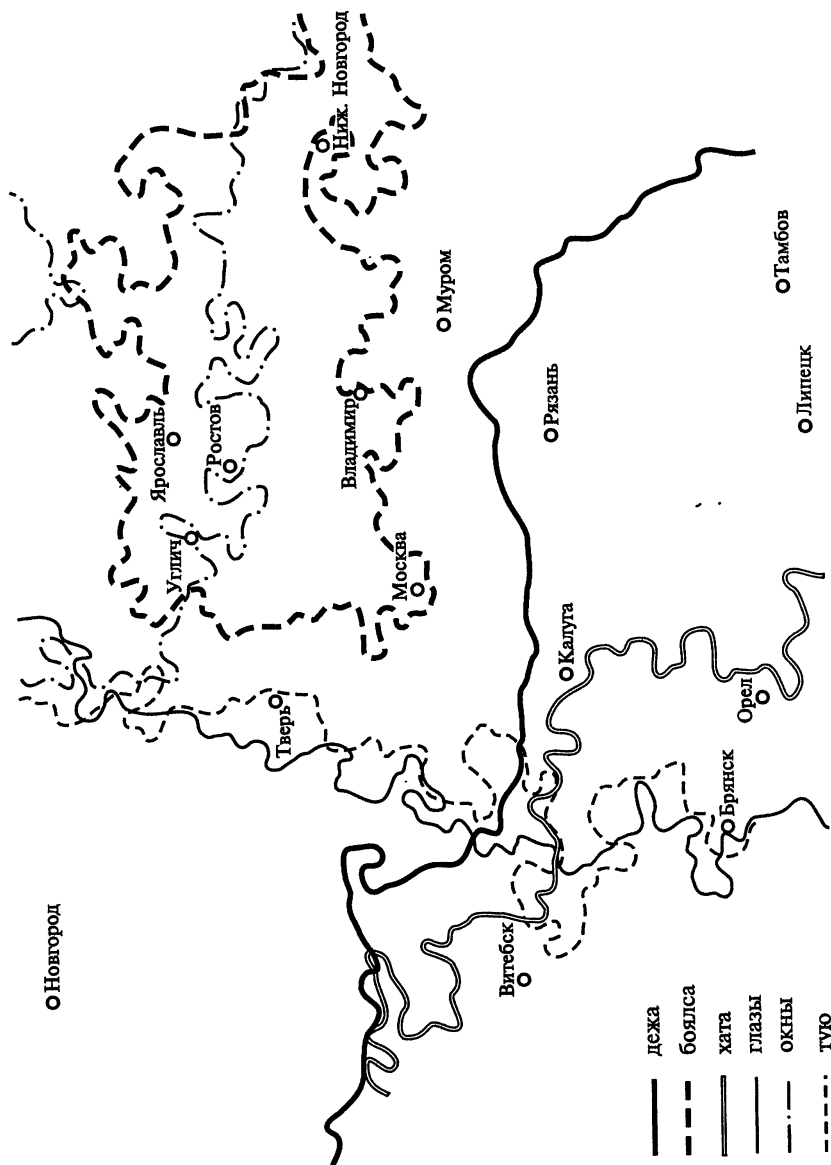 Новгород
Ярославль
Углич
Ростов
Ниж. Новгород
Тверь
Владимир
Москва
Муром
Витебск
Калуга
Рязань
Брянск
Орел
Липецк
Тамбов
дежа
боялса
хата
глазы
окны
тую